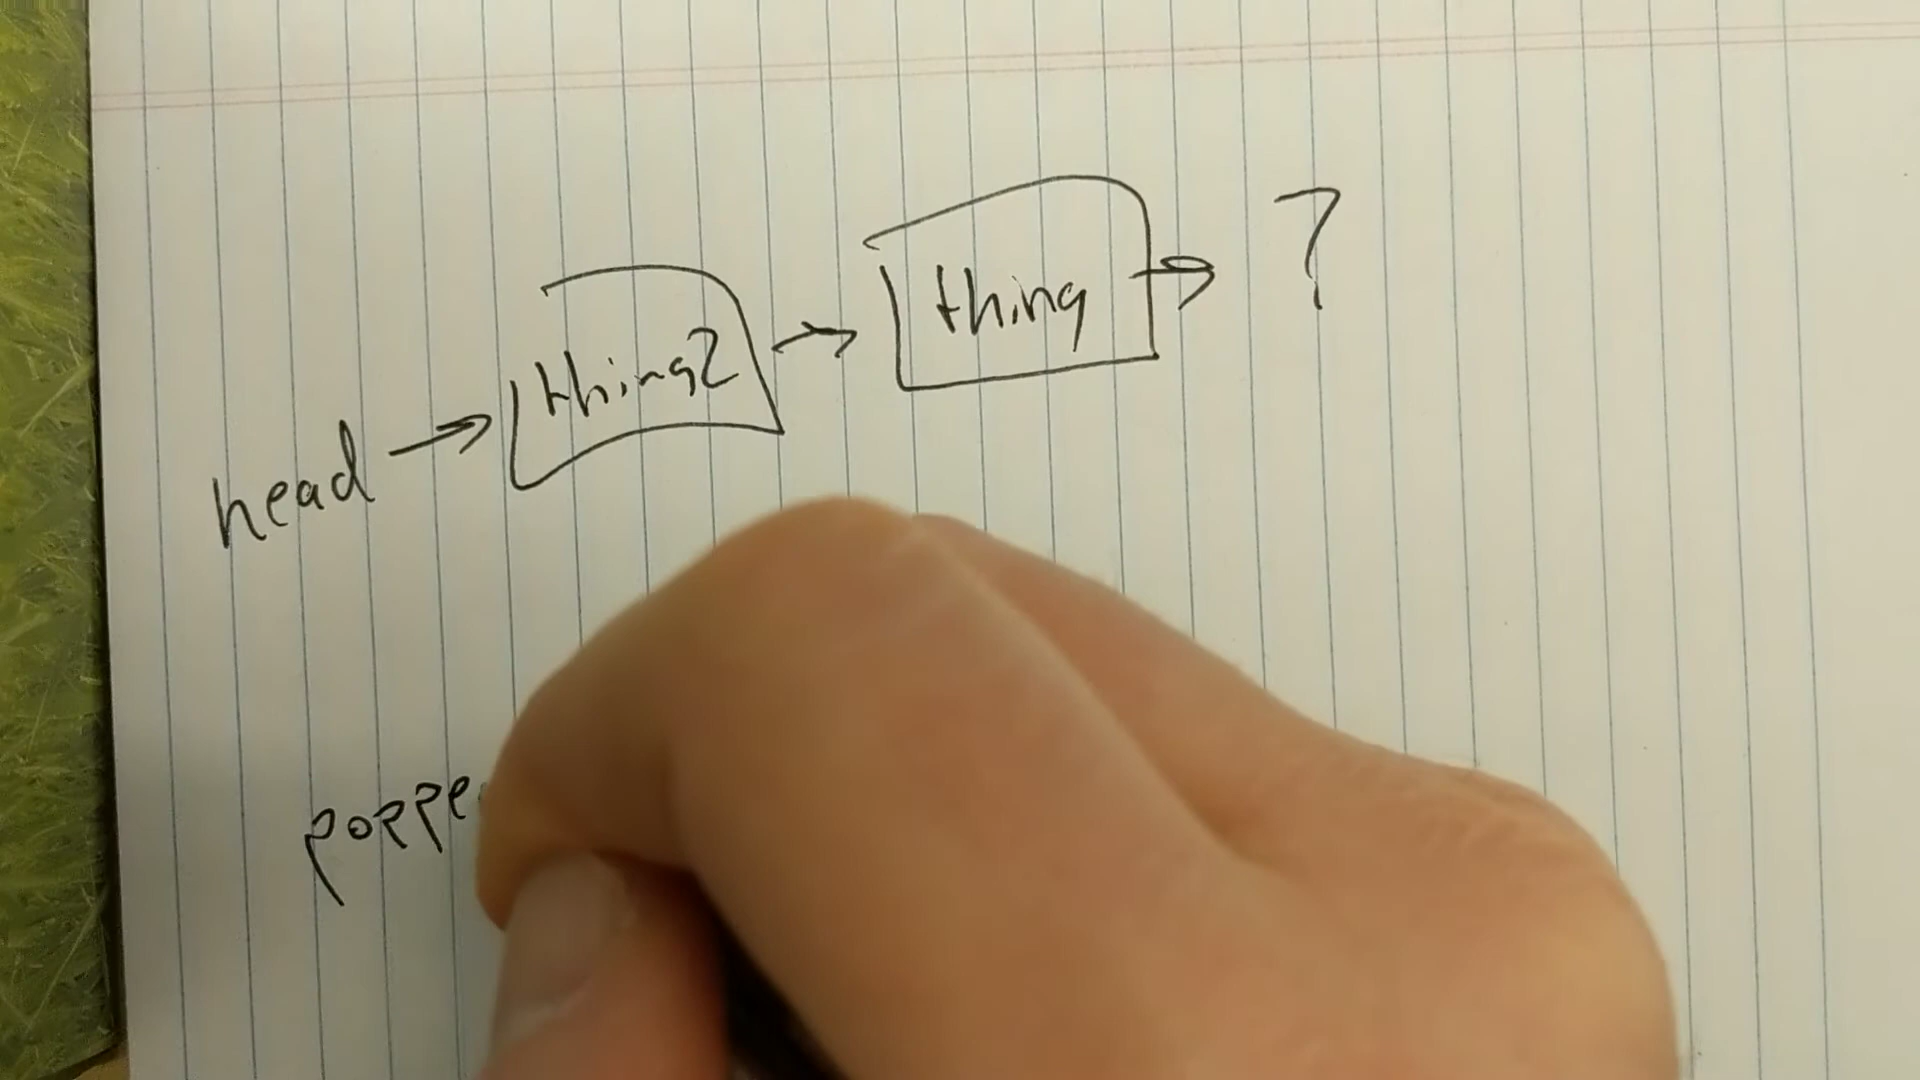 head → thing2 → thing → ?
poppe